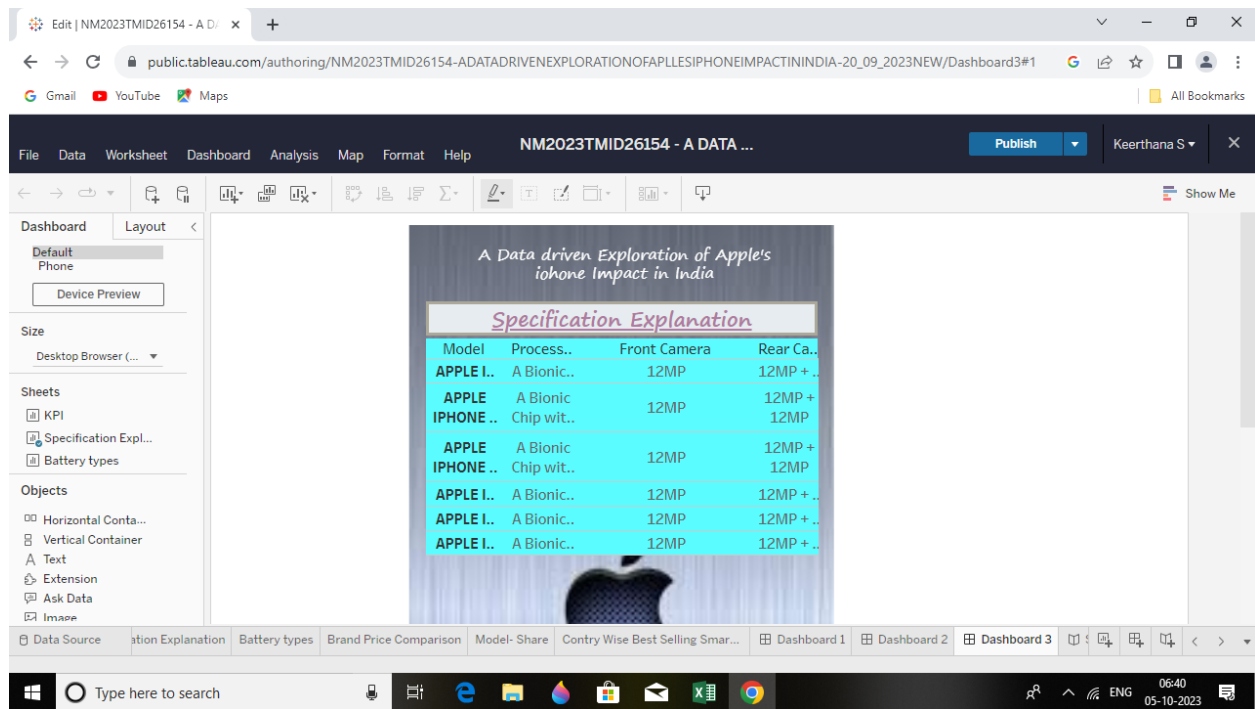 Edit | NM2023TMID26154 - A DA
public.tableau.com/authoring/NM2023TMID26154-ADATADRIVENEXPLORATIONOFAPLLESIPHONEIMPACTININDIA-20_09_2023NEW/Dashboard3#1
Gmail YouTube Maps All Bookmarks
File Data Worksheet Dashboard Analysis Map Format Help NM2023TMID26154 - A DATA ... Publish Keerthana S
Show Me
Dashboard Layout
Default
Phone
Device Preview
Size
Desktop Browser (...
Sheets
KPI
Specification Expl...
Battery types
Objects
Horizontal Conta...
Vertical Container
Text
Extension
Ask Data
Image
A Data driven Exploration of Apple's
iohone Impact in India
Specification Explanation
Model Process.. Front Camera Rear Ca..
APPLE I.. A Bionic.. 12MP 12MP + ..
APPLE A Bionic 12MP +
IPHONE .. Chip wit.. 12MP 12MP
APPLE A Bionic 12MP +
IPHONE .. Chip wit.. 12MP 12MP
APPLE I.. A Bionic.. 12MP 12MP + ..
APPLE I.. A Bionic.. 12MP 12MP + ..
APPLE I.. A Bionic.. 12MP 12MP + ..
Data Source ation Explanation Battery types Brand Price Comparison Model- Share Contry Wise Best Selling Smar... Dashboard 1 Dashboard 2 Dashboard 3
Type here to search ENG 06:40
05-10-2023